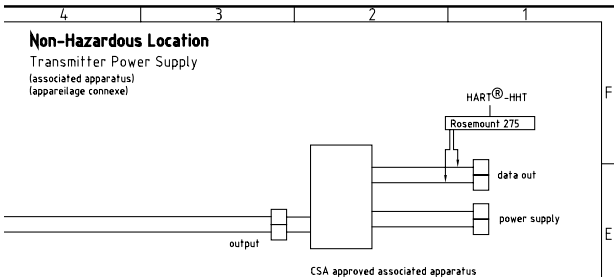 4 3 2 1
Non-Hazardous Location
Transmitter Power Supply
(associated apparatus)
(appareilage connexe)
F
HART®-HHT
Rosemount 275
data out
power supply
E
output
CSA approved associated apparatus